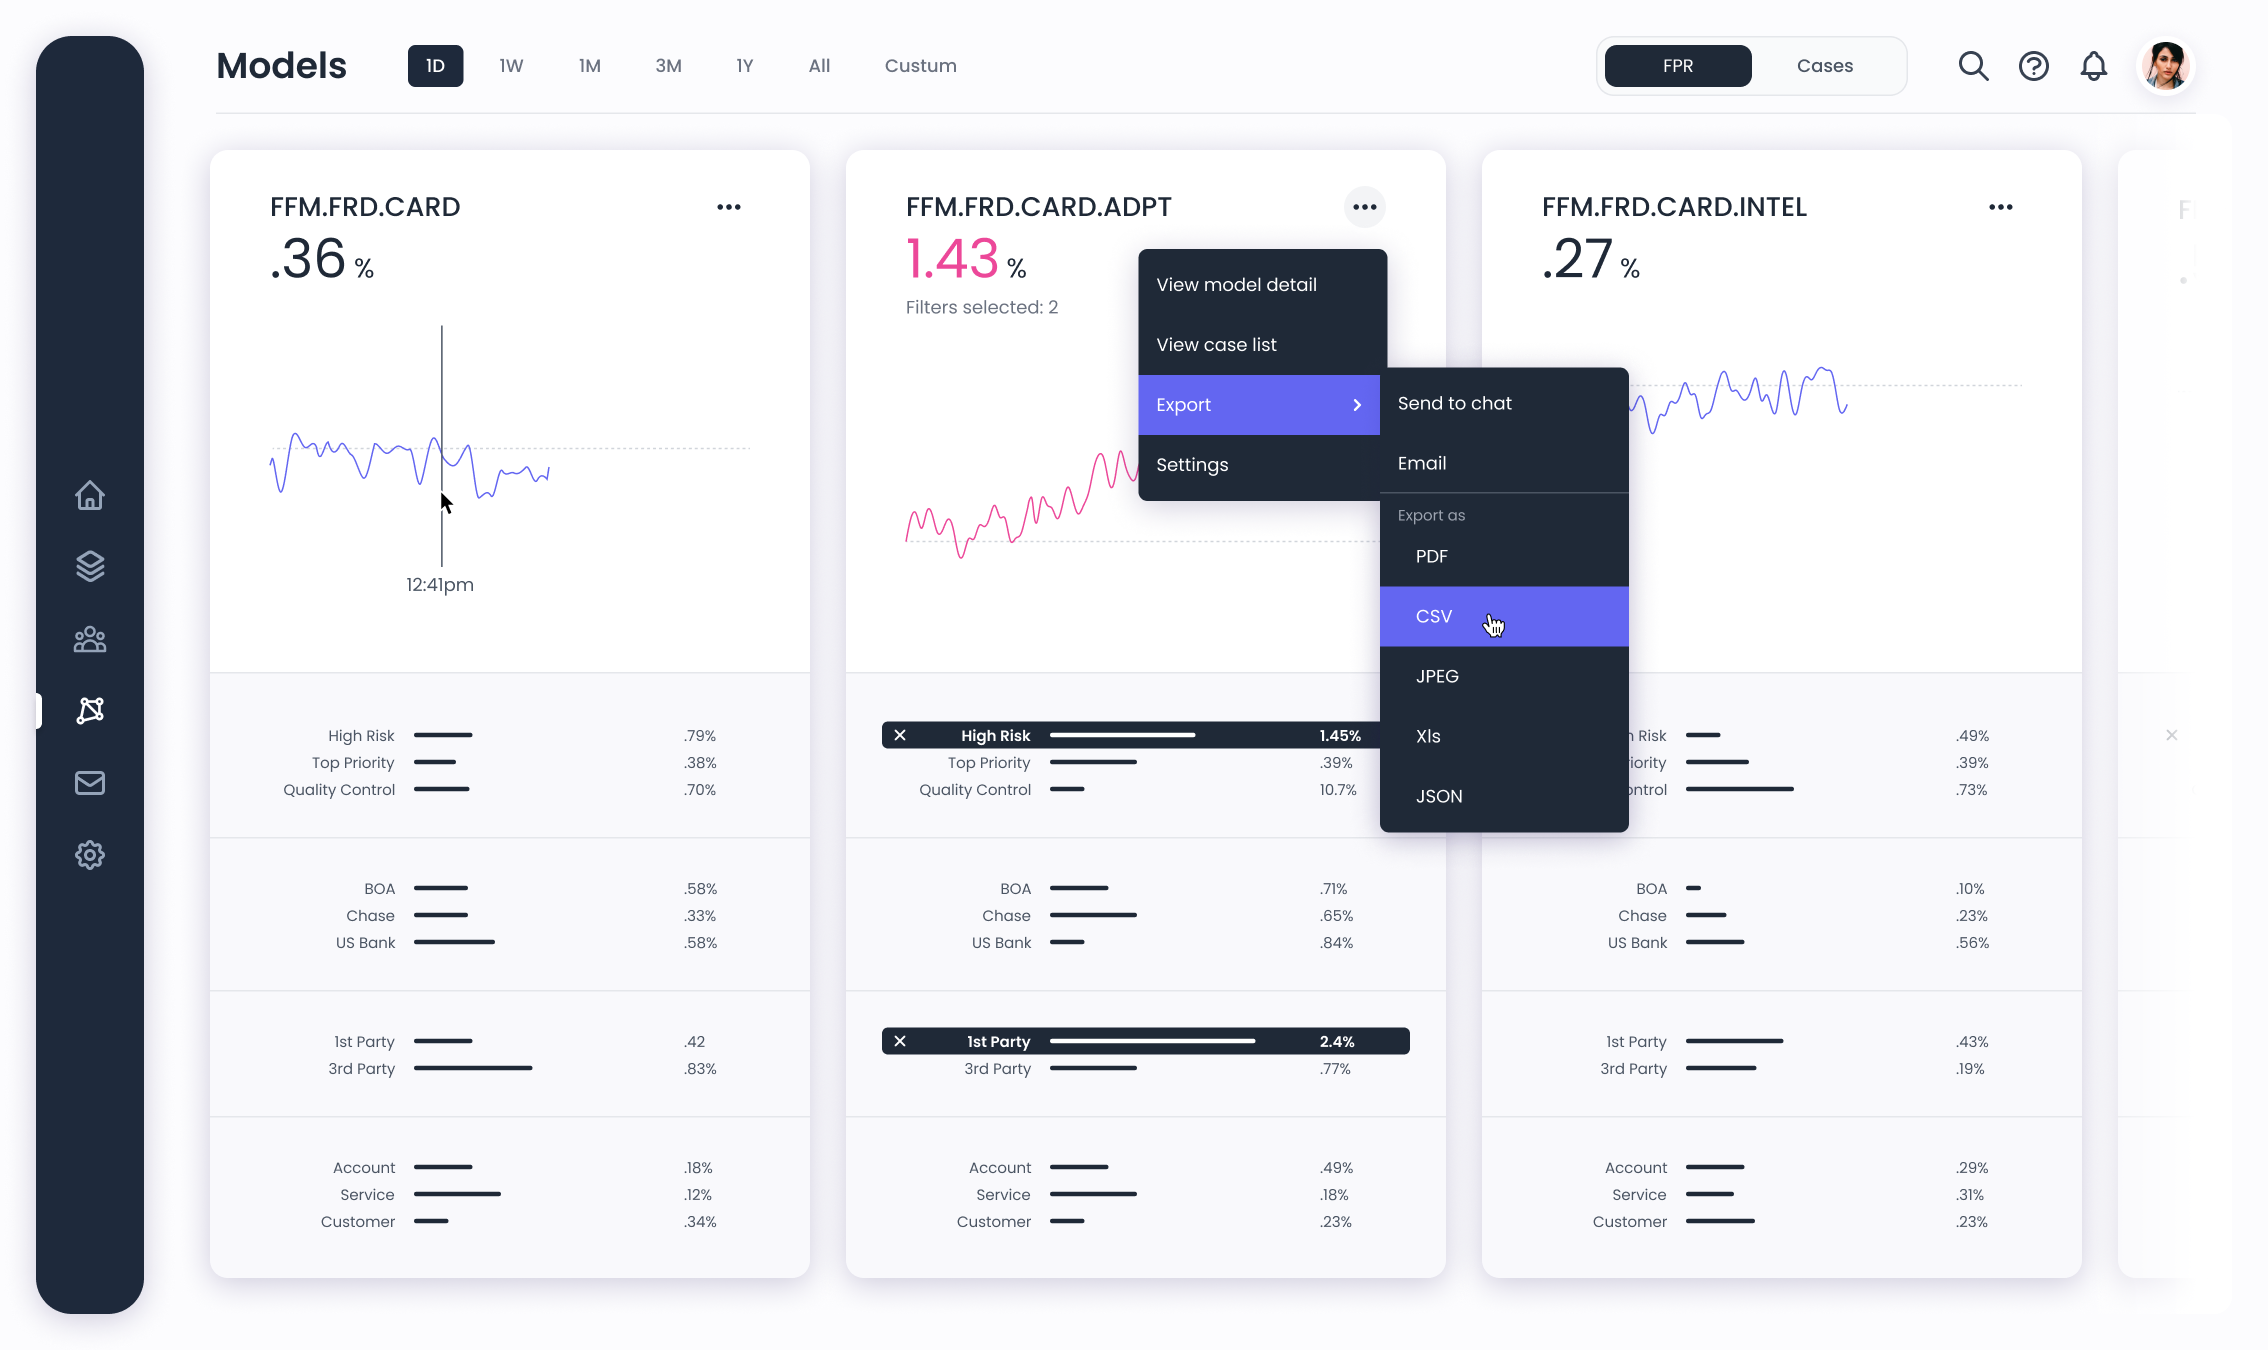 Models
1D 1W 1M 3M 1Y All Custum
FPR Cases
FFM.FRD.CARD
.36 %
12:41pm
High Risk .79%
Top Priority .38%
Quality Control .70%
BOA .58%
Chase .33%
US Bank .58%
1st Party .42
3rd Party .83%
Account .18%
Service .12%
Customer .34%
FFM.FRD.CARD.ADPT
1.43 %
Filters selected: 2
View model detail
View case list
Export
Settings
Send to chat
Email
Export as
PDF
CSV
JPEG
Xls
JSON
High Risk 1.45%
Top Priority .39%
Quality Control 10.7%
BOA .71%
Chase .65%
US Bank .84%
1st Party 2.4%
3rd Party .77%
Account .49%
Service .18%
Customer .23%
FFM.FRD.CARD.INTEL
.27 %
Risk .49%
iority .39%
ontrol .73%
BOA .10%
Chase .23%
US Bank .56%
1st Party .43%
3rd Party .19%
Account .29%
Service .31%
Customer .23%
F